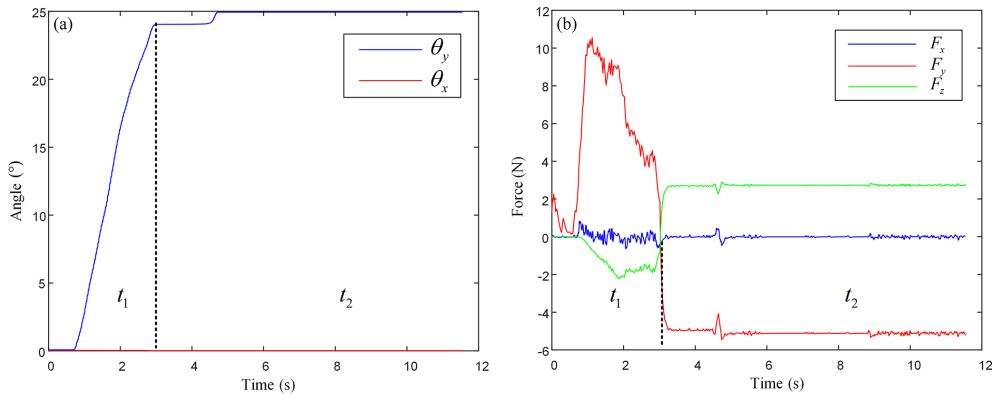 (a)
25
20
15
10
5
0
Angle (°)
θy
θx
t1
t2
0 2 4 6 8 10 12
Time (s)
(b)
12
10
8
6
4
2
0
-2
-4
-6
Force (N)
Fx
Fy
Fz
t1
t2
0 2 4 6 8 10 12
Time (s)